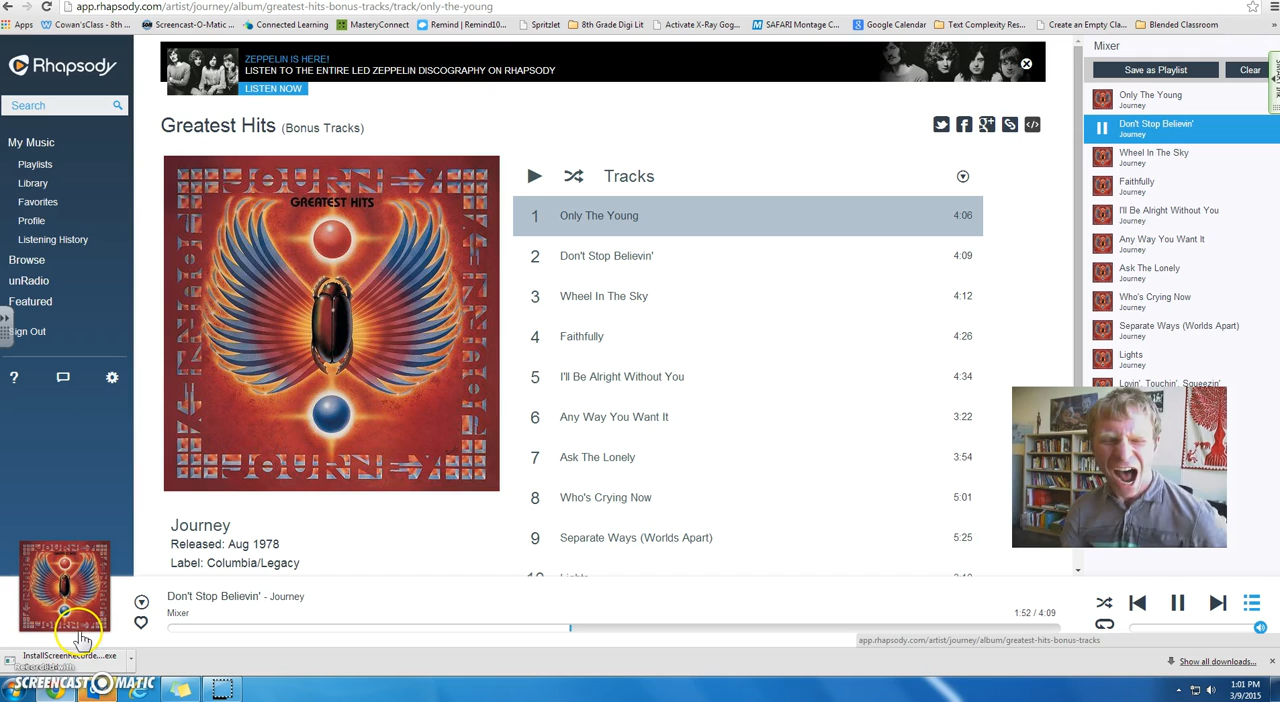 app.rhapsody.com/artist/journey/album/greatest-hits-bonus-tracks/track/only-the-young
Apps
Cowan'sClass - 8th ...
Screencast-O-Matic ...
Connected Learning
MasteryConnect
Remind | Remind10...
Spritzlet
8th Grade Digi Lit
Activate X-Ray Gog...
SAFARI Montage C...
Google Calendar
Text Complexity Res...
Create an Empty Cla...
Blended Classroom
Rhapsody
Search
My Music
Playlists
Library
Favorites
Profile
Listening History
Browse
unRadio
Featured
ign Out
?
ZEPPELIN IS HERE!
LISTEN TO THE ENTIRE LED ZEPPELIN DISCOGRAPHY ON RHAPSODY
LISTEN NOW
Greatest Hits (Bonus Tracks)
JOURNEY
GREATEST HITS
JOURNEY
Journey
Released: Aug 1978
Label: Columbia/Legacy
Tracks
1 Only The Young 4:06
2 Don't Stop Believin' 4:09
3 Wheel In The Sky 4:12
4 Faithfully 4:26
5 I'll Be Alright Without You 4:34
6 Any Way You Want It 3:22
7 Ask The Lonely 3:54
8 Who's Crying Now 5:01
9 Separate Ways (Worlds Apart) 5:25
Mixer
Save as Playlist
Clear
Only The Young
Journey
Don't Stop Believin'
Journey
Wheel In The Sky
Journey
Faithfully
Journey
I'll Be Alright Without You
Journey
Any Way You Want It
Journey
Ask The Lonely
Journey
Who's Crying Now
Journey
Separate Ways (Worlds Apart)
Journey
Lights
Journey
Lovin', Touchin', Squeezin'
Don't Stop Believin' - Journey
Mixer
1:52 / 4:09
app.rhapsody.com/artist/journey/album/greatest-hits-bonus-tracks
InstallScreenRecorde....exe
Show all downloads...
Recorded with
SCREENCAST-O-MATIC
1:01 PM
3/9/2015